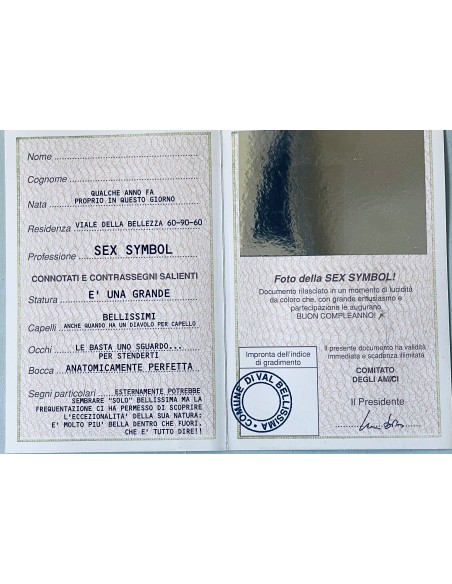 Nome
Cognome
QUALCHE ANNO FA
Nata PROPRIO IN QUESTO GIORNO
Residenza VIALE DELLA BELLEZZA 60-90-60
Professione SEX SYMBOL
CONNOTATI E CONTRASSEGNI SALIENTI
Statura E' UNA GRANDE
BELLISSIMI
Capelli ANCHE QUANDO HA UN DIAVOLO PER CAPELLO
Occhi LE BASTA UNO SGUARDO...
PER STENDERTI
Bocca ANATOMICAMENTE PERFETTA
Segni particolari ESTERNAMENTE POTREBBE
SEMBRARE "SOLO" BELLISSIMA MA LA
FREQUENTAZIONE CI HA PERMESSO DI SCOPRIRE
L'ECCEZIONALITA' DELLA SUA NATURA:
E' MOLTO PIU' BELLA DENTRO CHE FUORI,
CHE E' TUTTO DIRE!!
Foto della SEX SYMBOL!
Documento rilasciato in un momento di lucidità
da coloro che, con grande entusiasmo e
partecipazione le augurano
BUON COMPLEANNO!
Il presente documento ha validità
immediata e scadenza illimitata
Impronta dell'indice
di gradimento
COMITATO
DEGLI AMICI
Il Presidente
COMUNE DI VAL BELLISSIMA